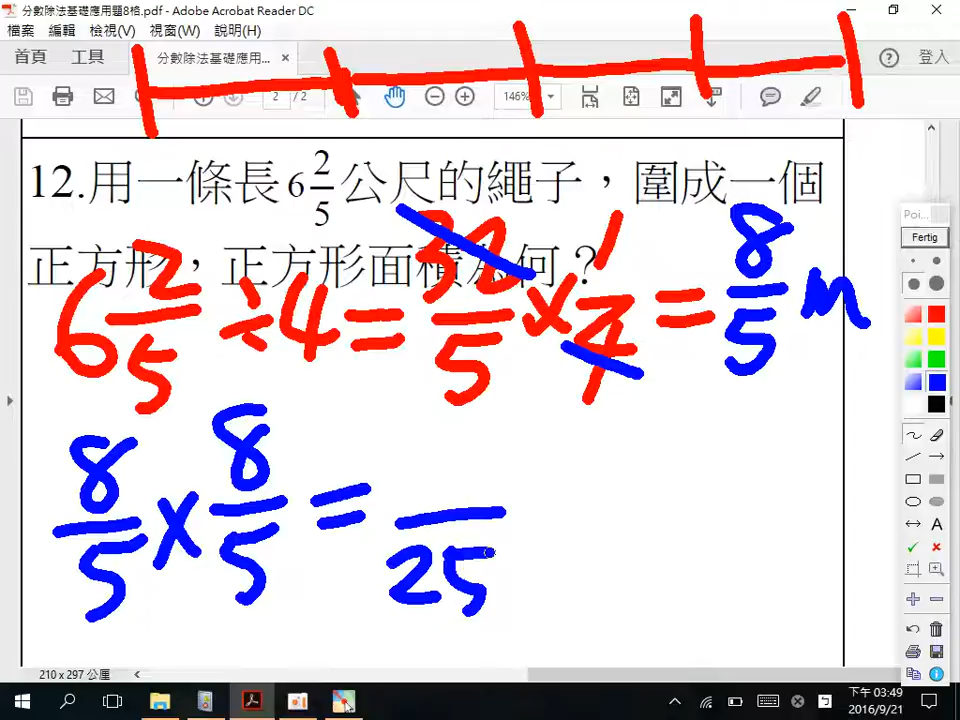 分數除法基礎應用題8格.pdf - Adobe Acrobat Reader DC
檔案 編輯 檢視(V) 視窗(W) 說明(H)
首頁 工具 分數除法基礎應用... × ? 登入
2 / 2 146%
12.用一條長6 2/5 公尺的繩子，圍成一個
正方形，正方形面積為何？
6 2/5 ÷ 4 = 32/5 × 1/4 = 8/5 m
8/5 × 8/5 = /25
Poi...
Fertig
A
210 x 297 公厘
下午 03:49
2016/9/21